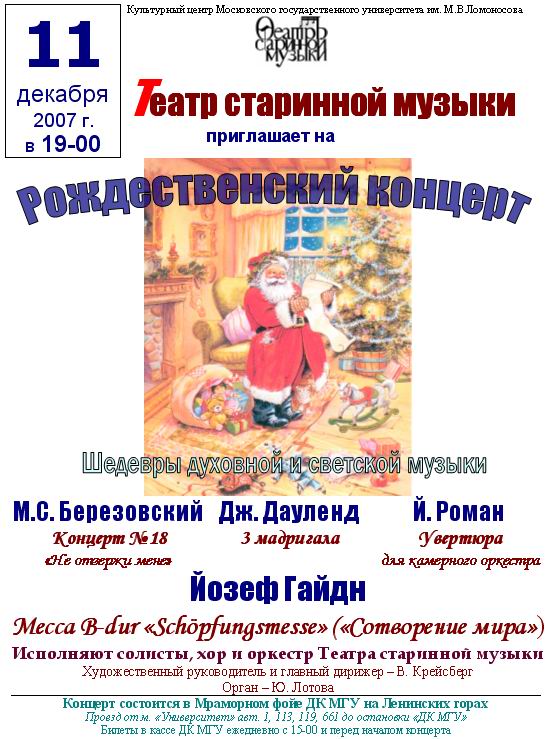 Культурный центр Московского государственного университета им. М.В.Ломоносова
11
декабря
2007 г.
в 19-00
Ѳеатръ
старинной
музыки
Театр старинной музыки
приглашает на
Рождественский концерт
Шедевры духовной и светской музыки
М.С. Березовский Дж. Дауленд Й. Роман
Концерт № 18 3 мадригала Увертюра
«Не отвержи мене» для камерного оркестра
Йозеф Гайдн
Месса B-dur «Schöpfungsmesse» («Сотворение мира»)
Исполняют солисты, хор и оркестр Театра старинной музыки
Художественный руководитель и главный дирижер – В. Крейсберг
Орган – Ю. Лотова
Концерт состоится в Мраморном фойе ДК МГУ на Ленинских горах
Проезд от м. «Университет» авт. 1, 113, 119, 661 до остановки «ДК МГУ»
Билеты в кассе ДК МГУ ежедневно с 15-00 и перед началом концерта